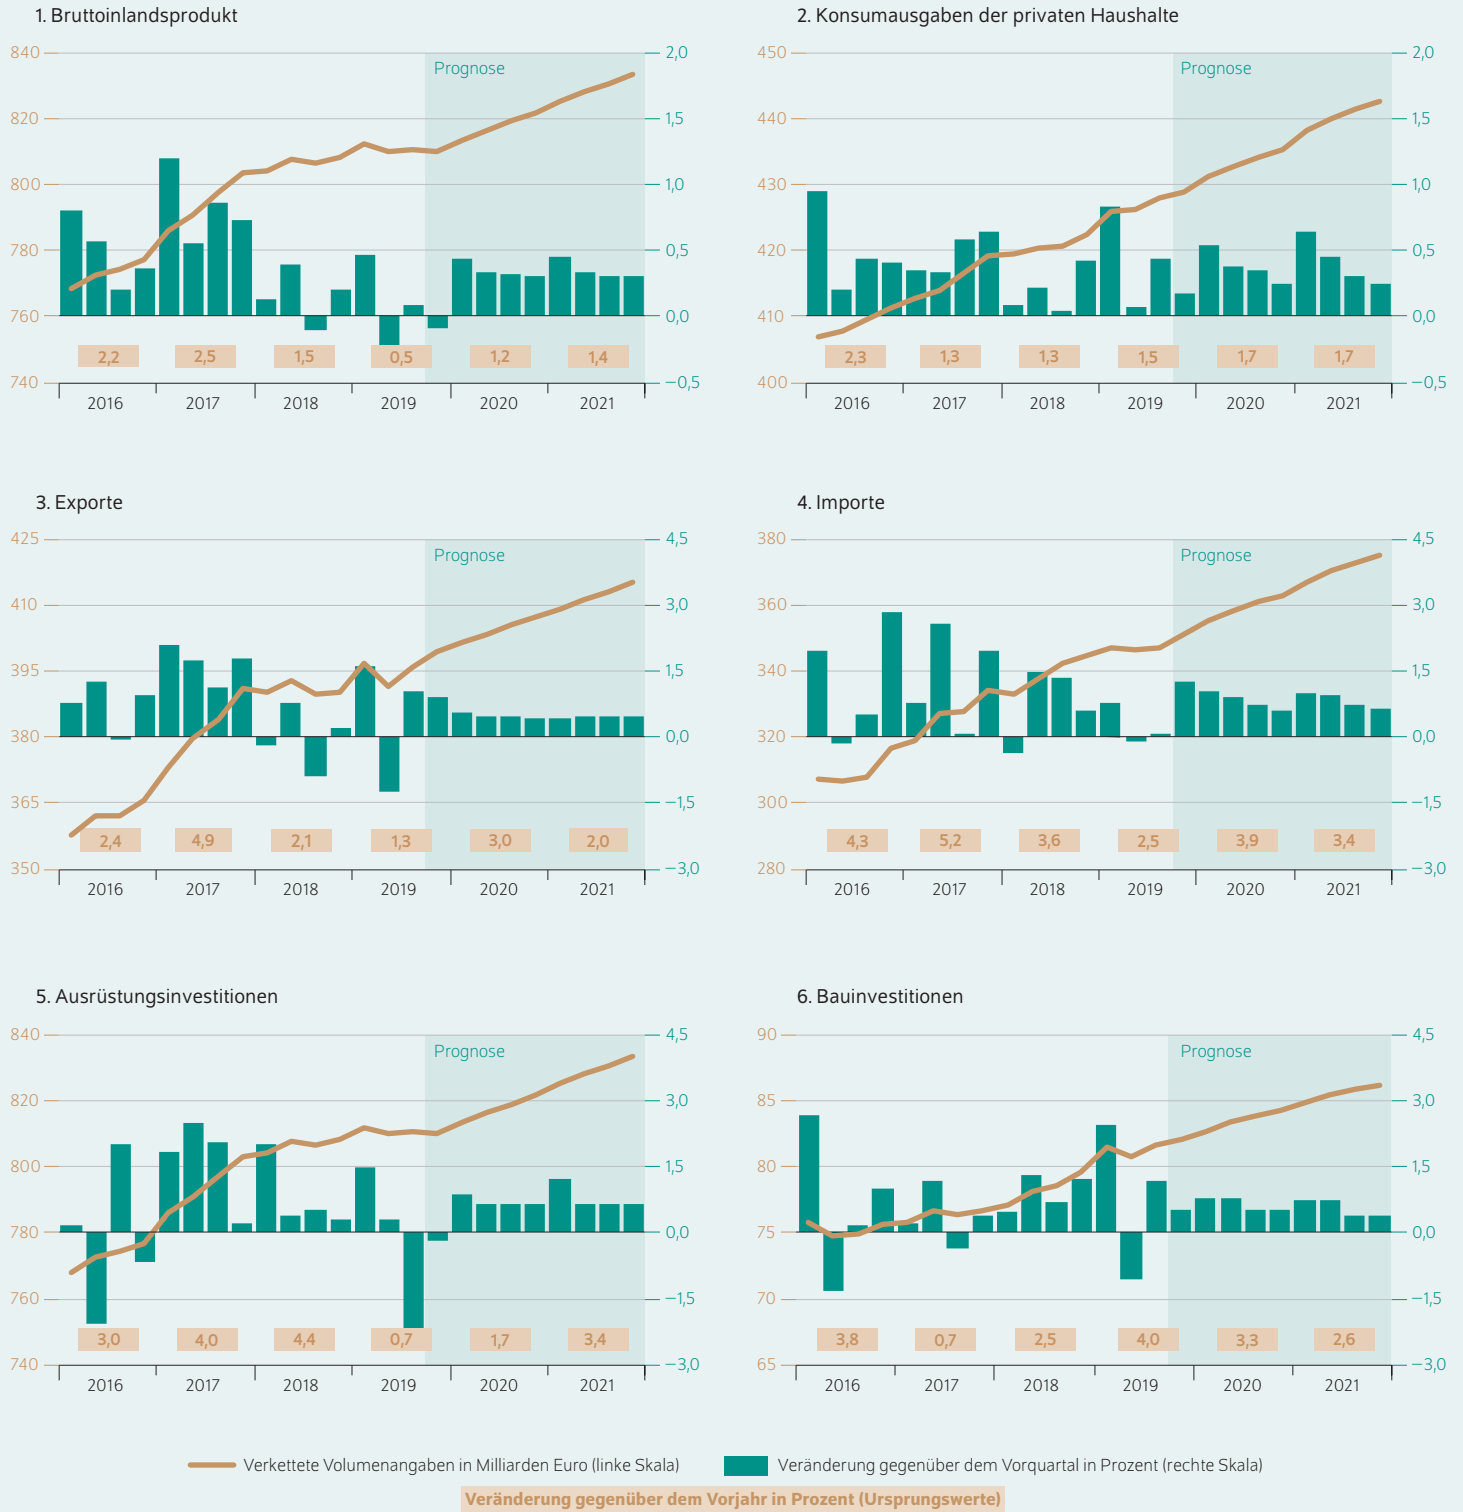 1. Bruttoinlandsprodukt
840
820
800
780
760
740
2,0
1,5
1,0
0,5
0,0
−0,5
Prognose
2,2 2,5 1,5 0,5 1,2 1,4
2016 2017 2018 2019 2020 2021
2. Konsumausgaben der privaten Haushalte
450
440
430
420
410
400
2,0
1,5
1,0
0,5
0,0
−0,5
Prognose
2,3 1,3 1,3 1,5 1,7 1,7
2016 2017 2018 2019 2020 2021
3. Exporte
425
410
395
380
365
350
4,5
3,0
1,5
0,0
−1,5
−3,0
Prognose
2,4 4,9 2,1 1,3 3,0 2,0
2016 2017 2018 2019 2020 2021
4. Importe
380
360
340
320
300
280
4,5
3,0
1,5
0,0
−1,5
−3,0
Prognose
4,3 5,2 3,6 2,5 3,9 3,4
2016 2017 2018 2019 2020 2021
5. Ausrüstungsinvestitionen
840
820
800
780
760
740
4,5
3,0
1,5
0,0
−1,5
−3,0
Prognose
3,0 4,0 4,4 0,7 1,7 3,4
2016 2017 2018 2019 2020 2021
6. Bauinvestitionen
90
85
80
75
70
65
4,5
3,0
1,5
0,0
−1,5
−3,0
Prognose
3,8 0,7 2,5 4,0 3,3 2,6
2016 2017 2018 2019 2020 2021
Verkettete Volumenangaben in Milliarden Euro (linke Skala)
Veränderung gegenüber dem Vorquartal in Prozent (rechte Skala)
Veränderung gegenüber dem Vorjahr in Prozent (Ursprungswerte)